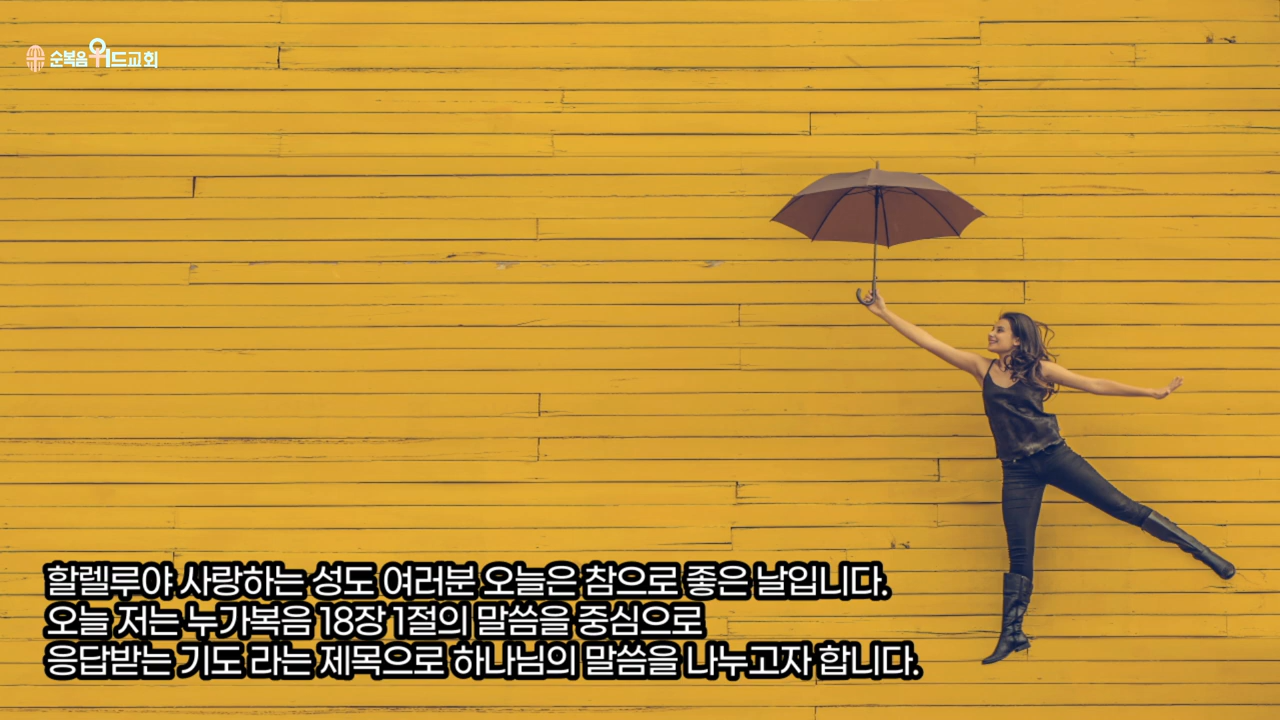 순복음위드교회
할렐루야 사랑하는 성도 여러분 오늘은 참으로 좋은 날입니다.
오늘 저는 누가복음 18장 1절의 말씀을 중심으로
응답받는 기도 라는 제목으로 하나님의 말씀을 나누고자 합니다.